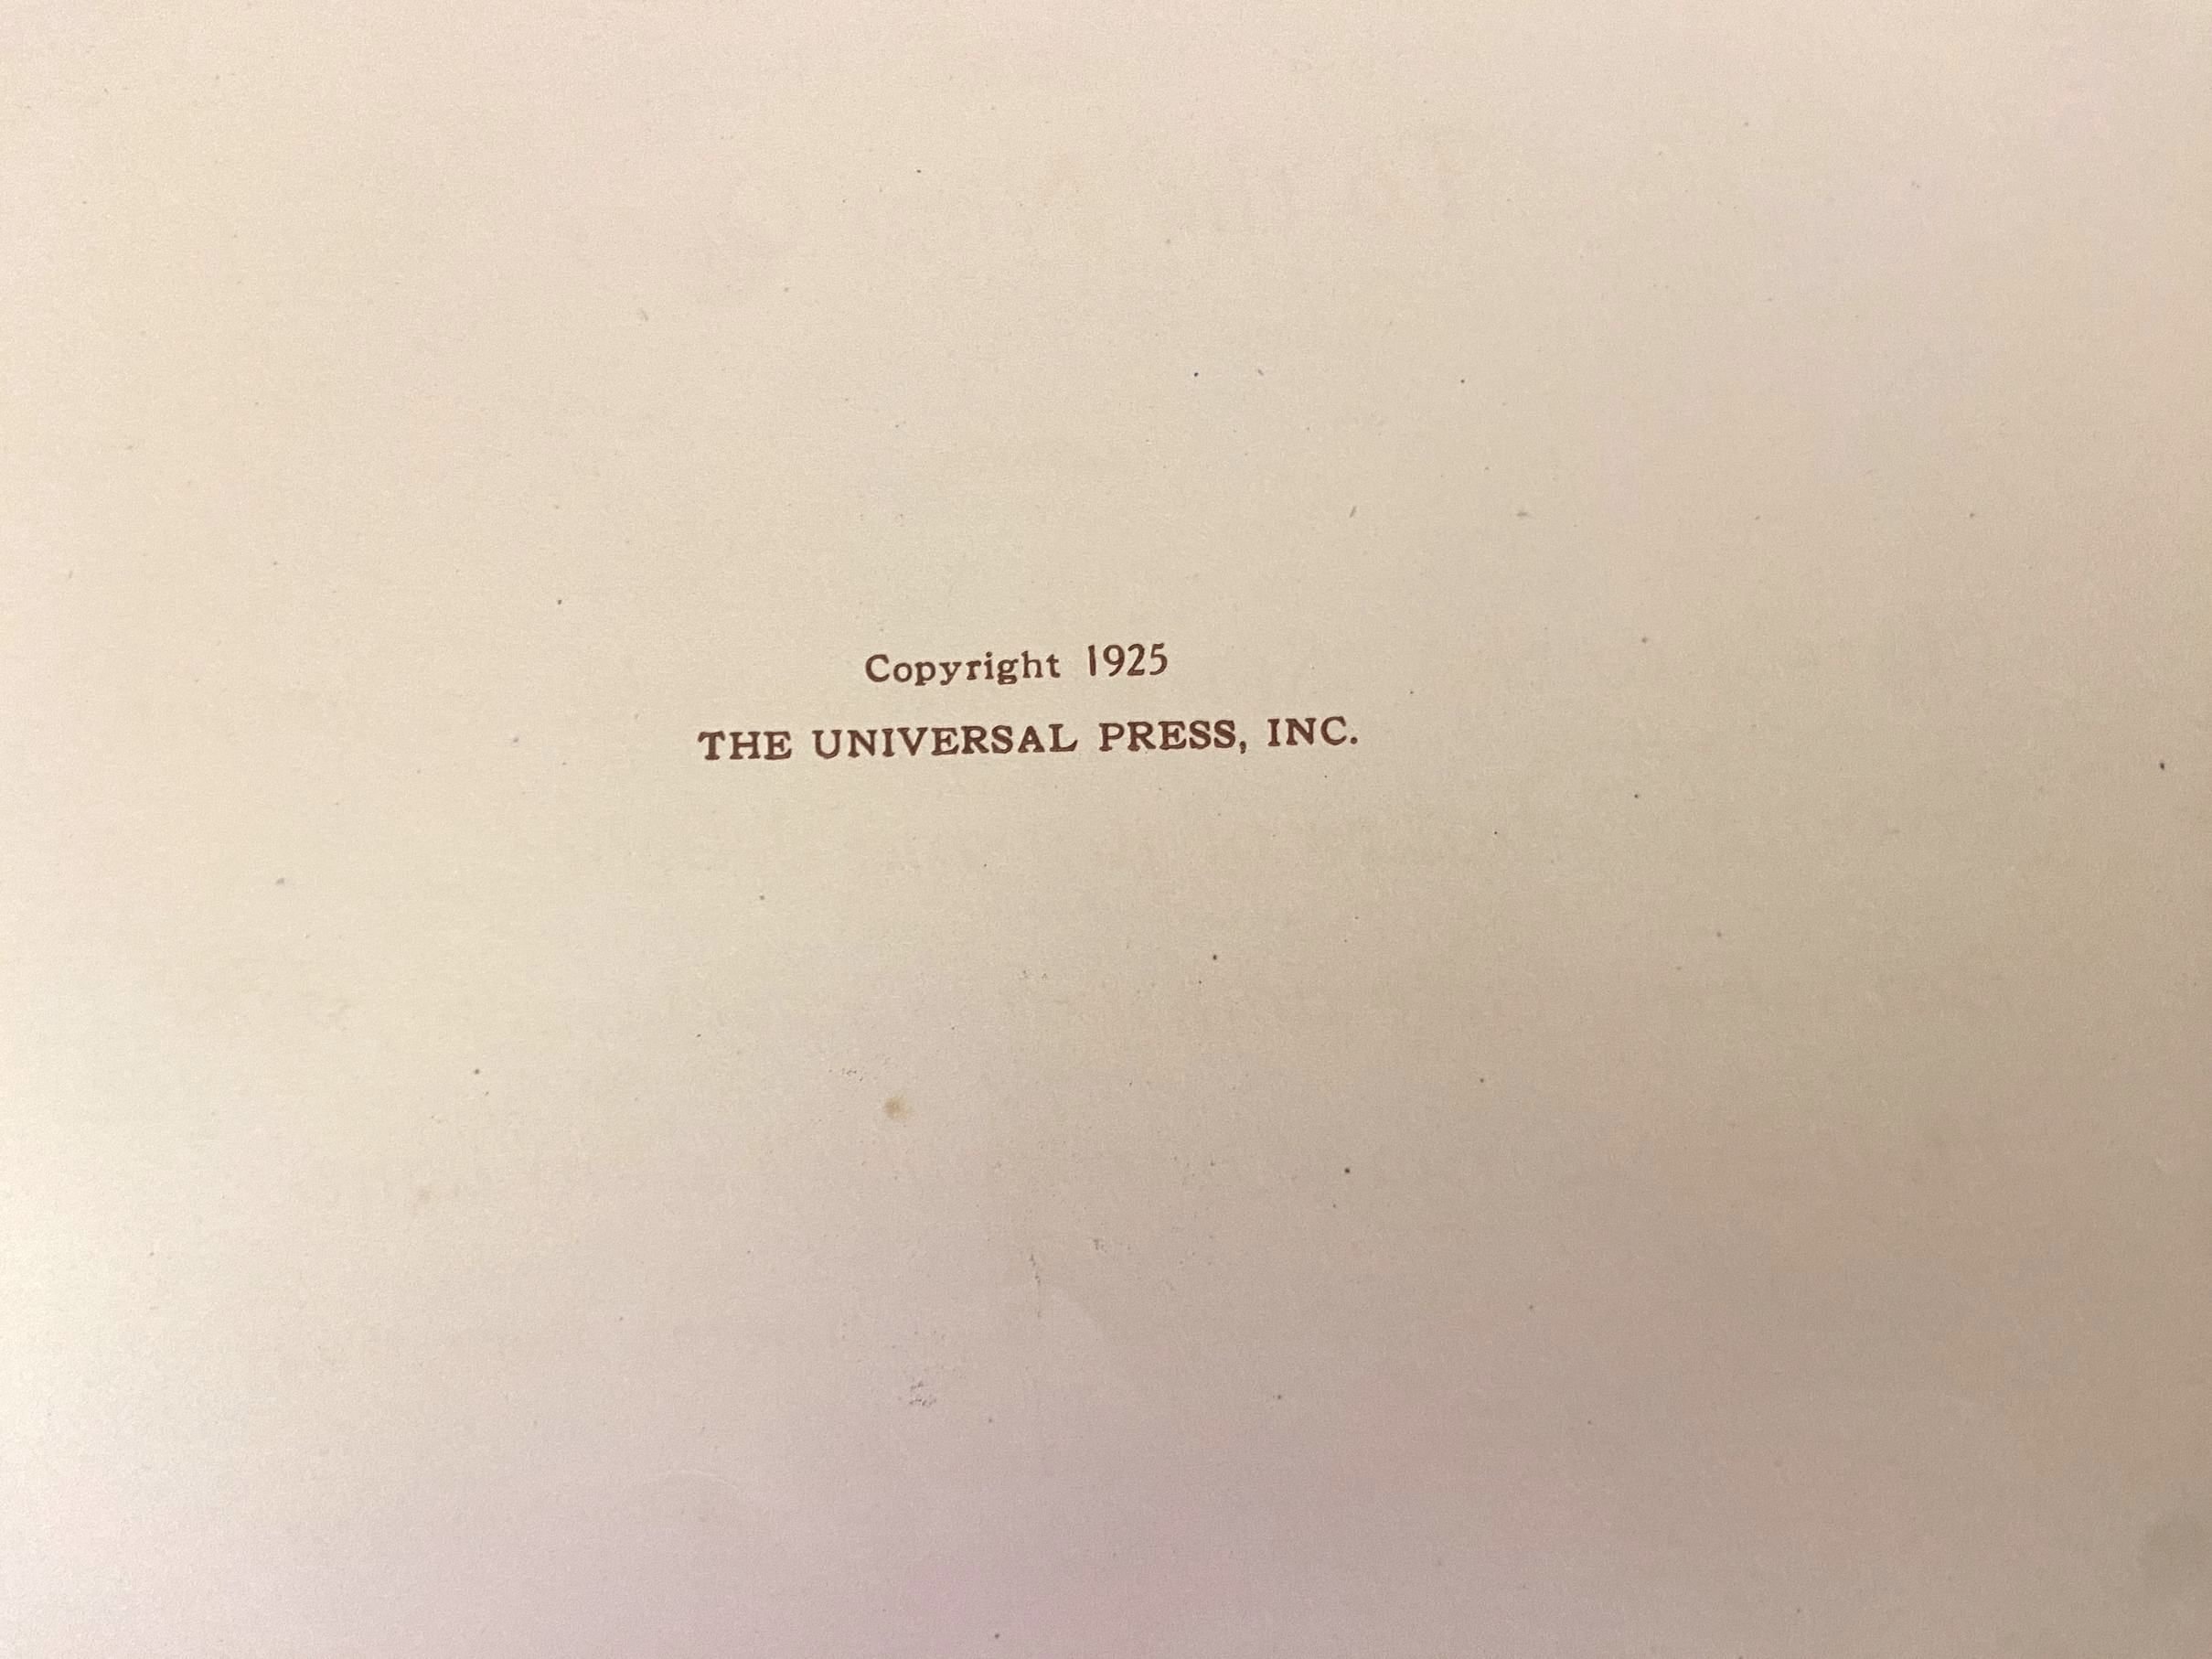 Copyright 1925
THE UNIVERSAL PRESS, INC.